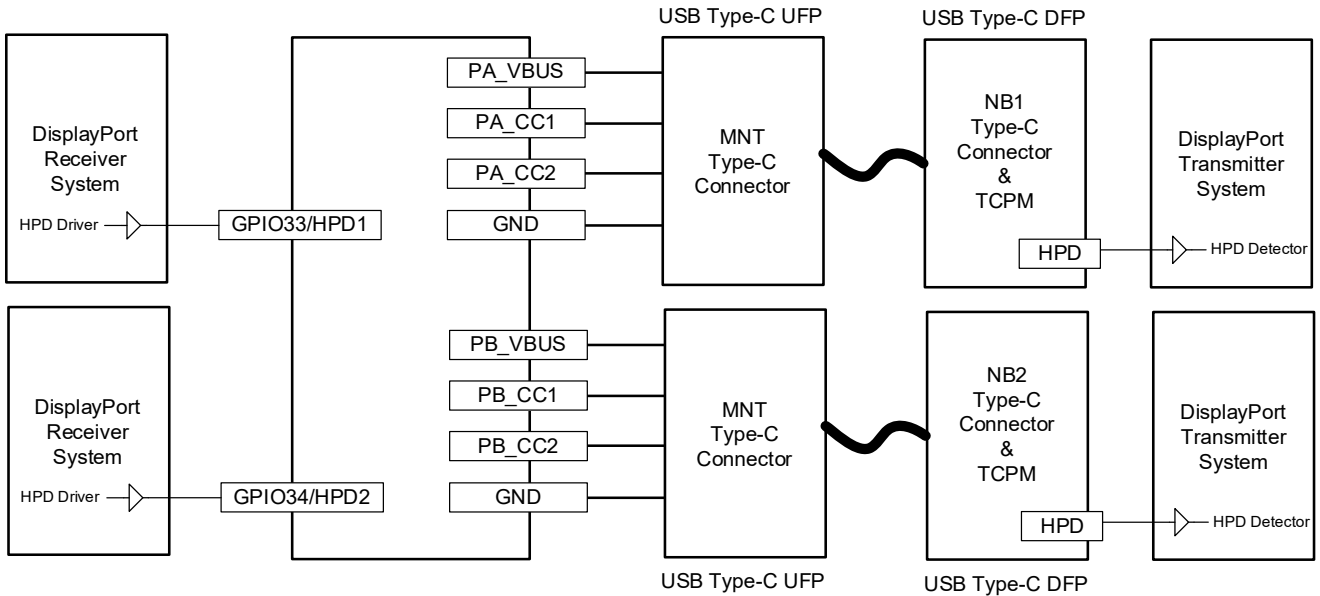 USB Type-C UFP
USB Type-C DFP
DisplayPort
Receiver
System
HPD Driver
GPIO33/HPD1
PA_VBUS
PA_CC1
PA_CC2
GND
MNT
Type-C
Connector
NB1
Type-C
Connector
&
TCPM
HPD
DisplayPort
Transmitter
System
HPD Detector
DisplayPort
Receiver
System
HPD Driver
GPIO34/HPD2
PB_VBUS
PB_CC1
PB_CC2
GND
MNT
Type-C
Connector
NB2
Type-C
Connector
&
TCPM
HPD
DisplayPort
Transmitter
System
HPD Detector
USB Type-C UFP
USB Type-C DFP